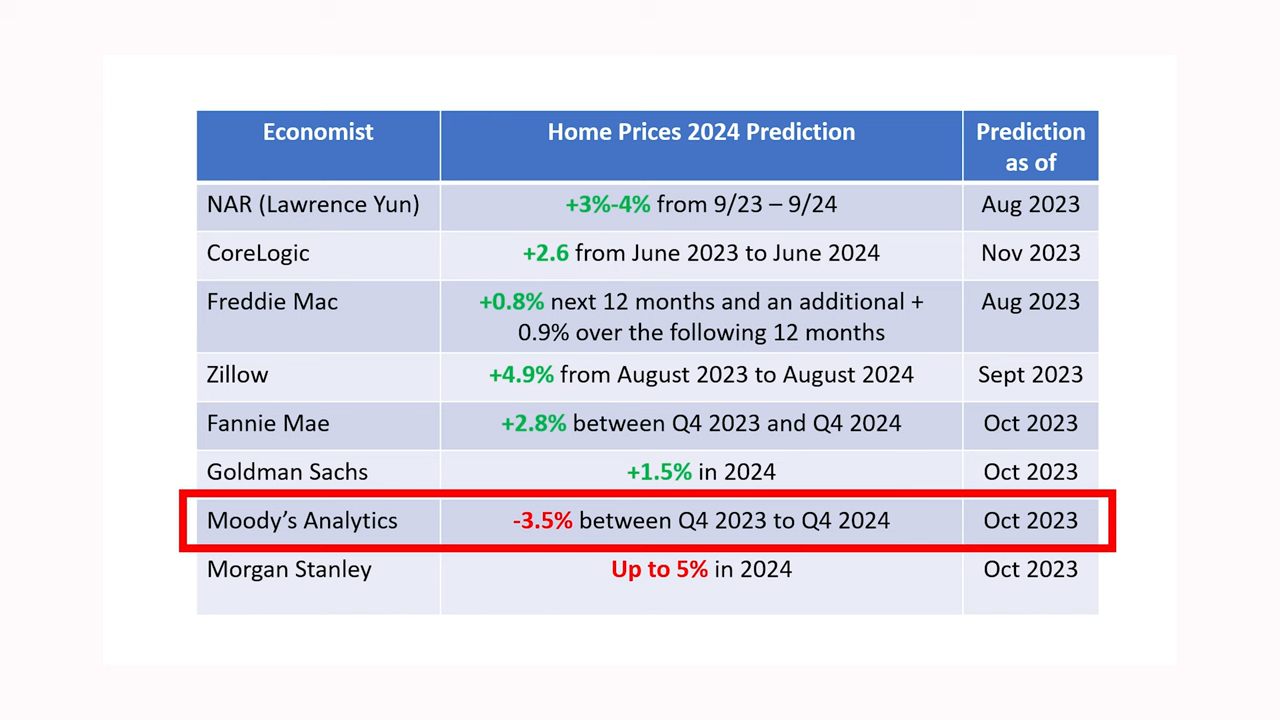 Economist Home Prices 2024 Prediction Prediction
as of
NAR (Lawrence Yun) +3%-4% from 9/23 – 9/24 Aug 2023
CoreLogic +2.6 from June 2023 to June 2024 Nov 2023
Freddie Mac +0.8% next 12 months and an additional + Aug 2023
0.9% over the following 12 months
Zillow +4.9% from August 2023 to August 2024 Sept 2023
Fannie Mae +2.8% between Q4 2023 and Q4 2024 Oct 2023
Goldman Sachs +1.5% in 2024 Oct 2023
Moody’s Analytics -3.5% between Q4 2023 to Q4 2024 Oct 2023
Morgan Stanley Up to 5% in 2024 Oct 2023